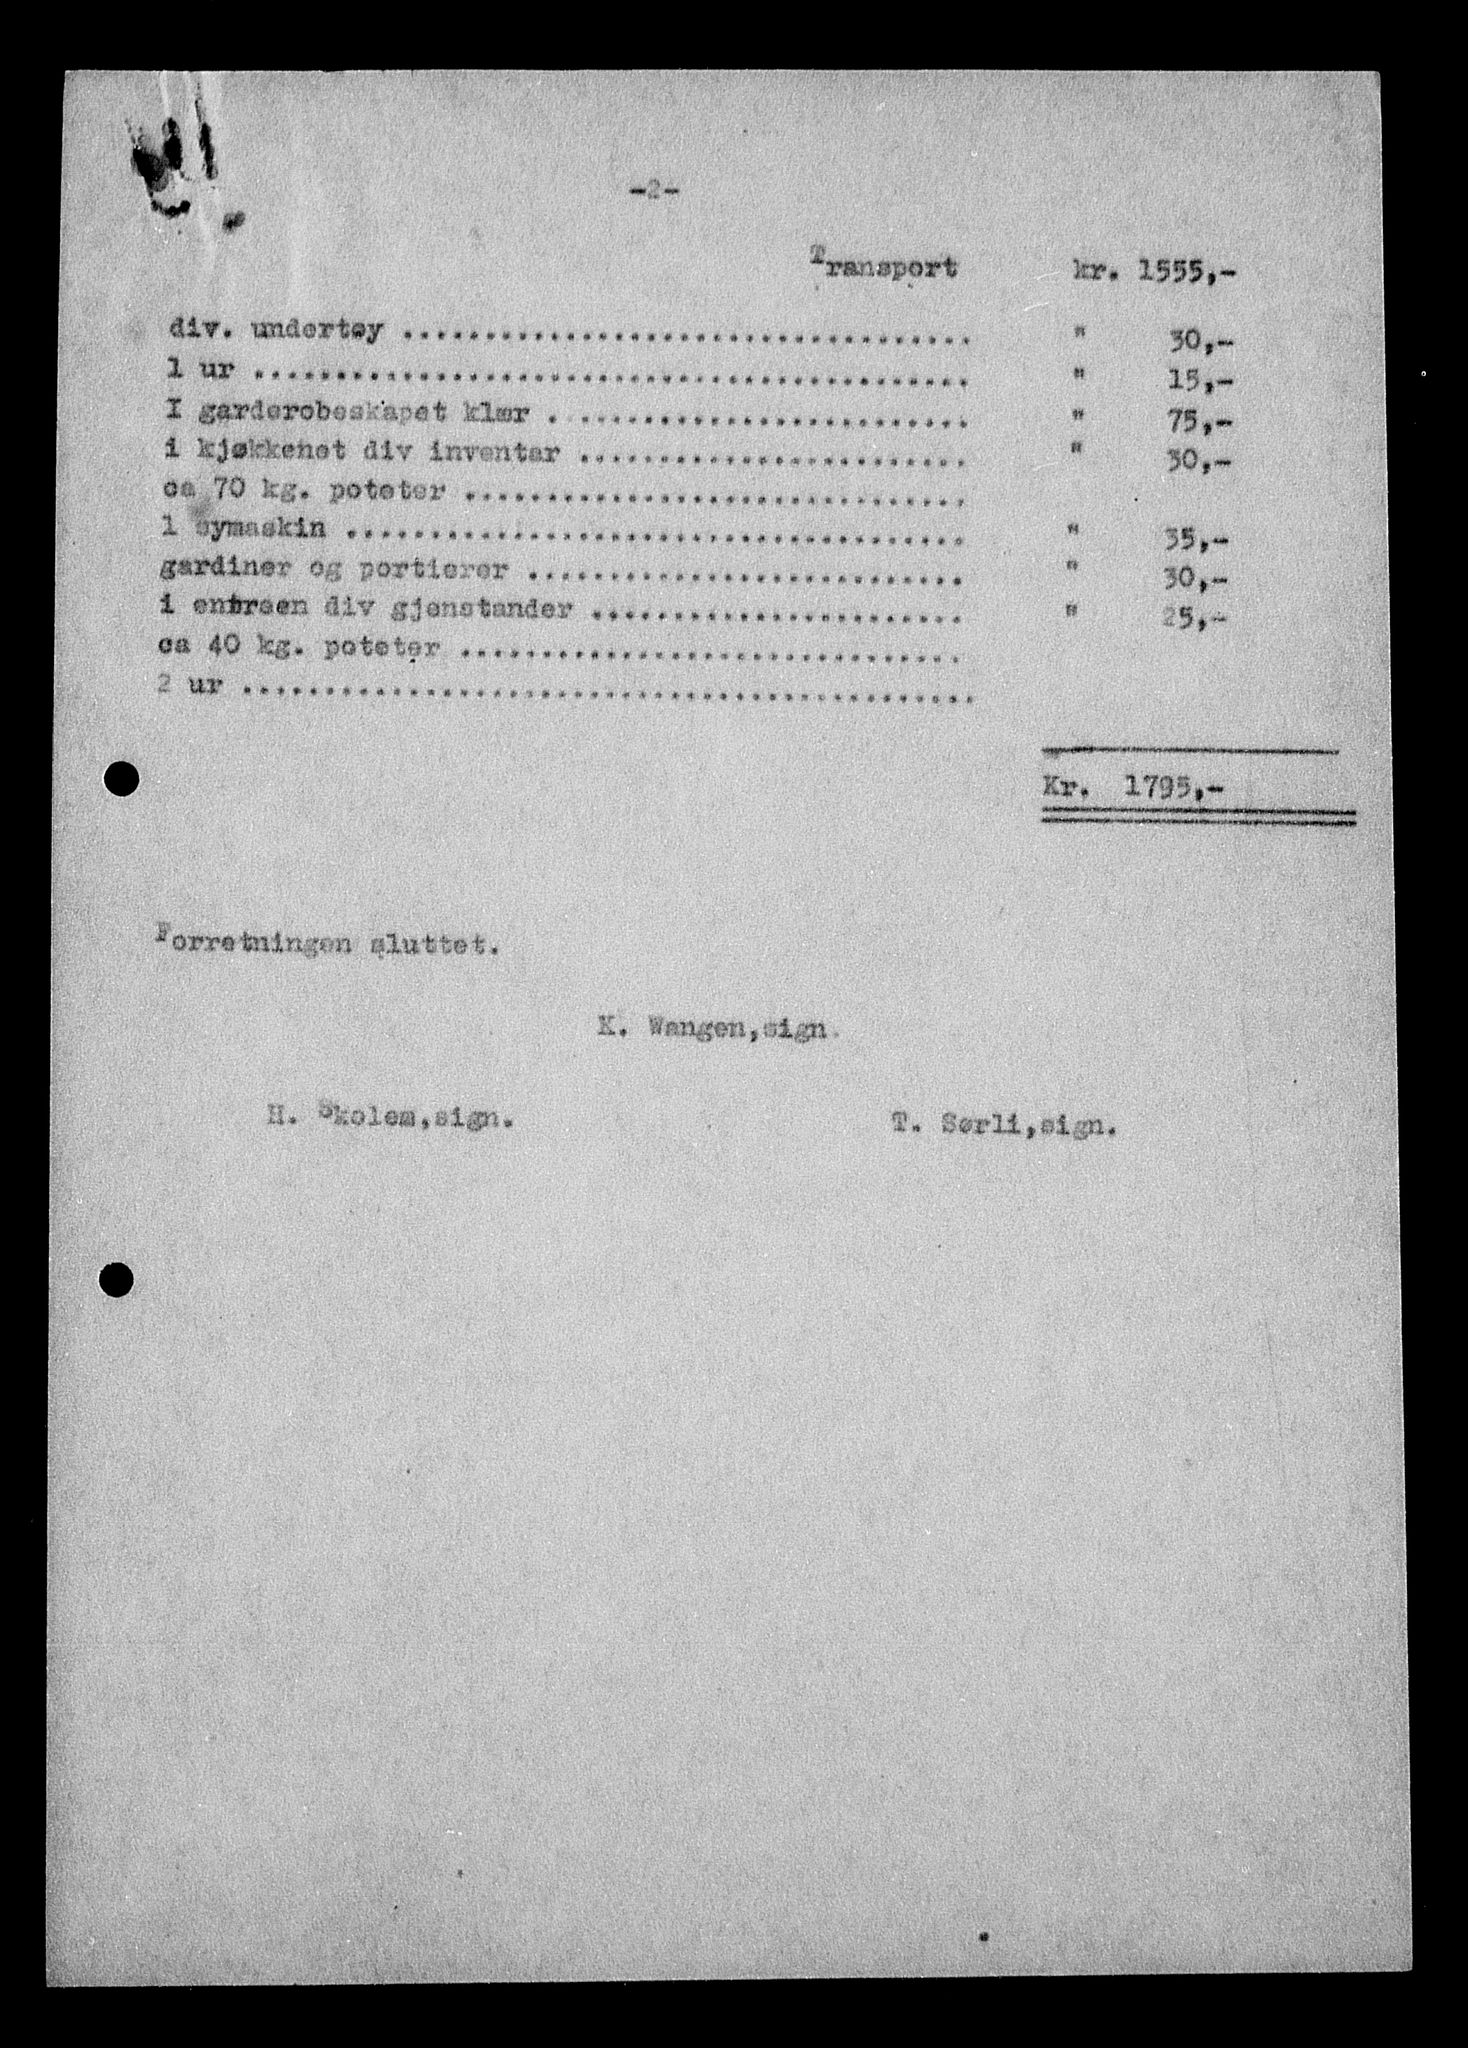 -2-
Transport kr. 1555,-
div. undertøy ................................... " 30,-
1 ur ............................................ " 15,-
I garderobeskapet klær .......................... " 75,-
i kjøkkenet div inventar ........................ " 30,-
ca 70 kg. poteter ...............................
1 symaskin ...................................... " 35,-
gardiner og portierer ........................... " 30,-
i entreen div gjenstander ....................... " 25,-
ca 40 kg. poteter ...............................
2 ur .............................................
Kr. 1795,-
Forretningen sluttet.
K. Wangen,sign.
H. Skolem,sign. T. Sørli,sign.